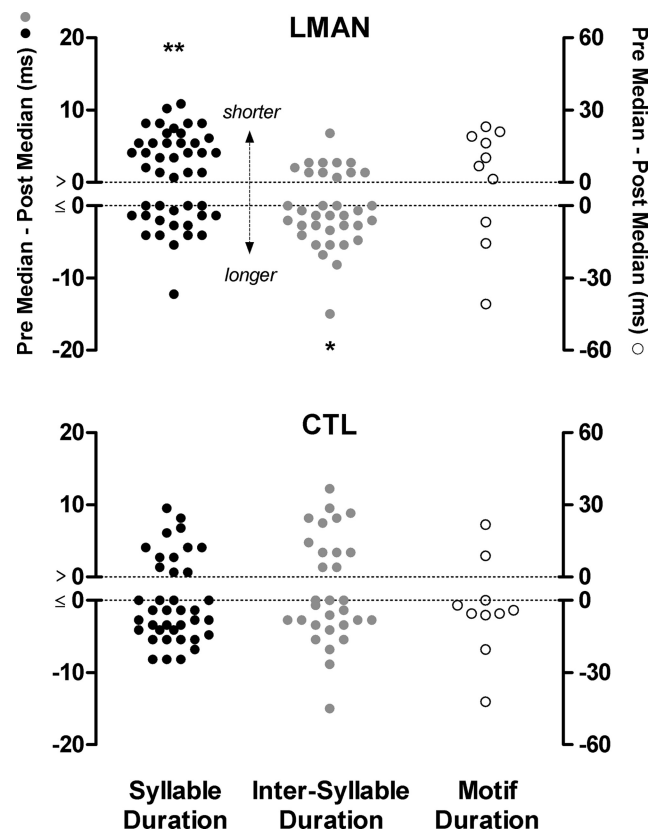 LMAN
Pre Median - Post Median (ms)
20
10
> 0
≤ 0
-10
-20
**
shorter
longer
*
60
30
0
0
-30
-60
Pre Median - Post Median (ms)
CTL
20
10
> 0
≤ 0
-10
-20
60
30
0
0
-30
-60
Syllable
Duration
Inter-Syllable
Duration
Motif
Duration